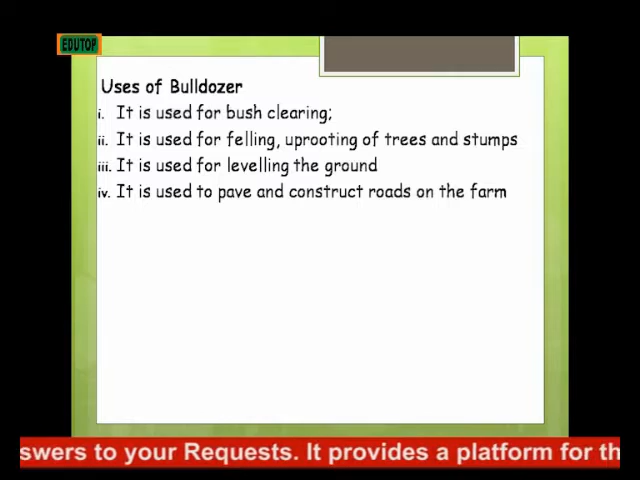 EDUTOP
Uses of Bulldozer
i. It is used for bush clearing;
ii. It is used for felling, uprooting of trees and stumps
iii. It is used for levelling the ground
iv. It is used to pave and construct roads on the farm
swers to your Requests. It provides a platform for th